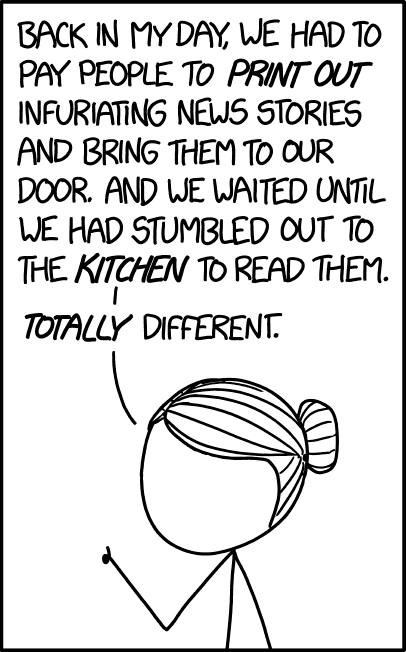 BACK IN MY DAY, WE HAD TO
PAY PEOPLE TO PRINT OUT
INFURIATING NEWS STORIES
AND BRING THEM TO OUR
DOOR. AND WE WAITED UNTIL
WE HAD STUMBLED OUT TO
THE KITCHEN TO READ THEM.
TOTALLY DIFFERENT.